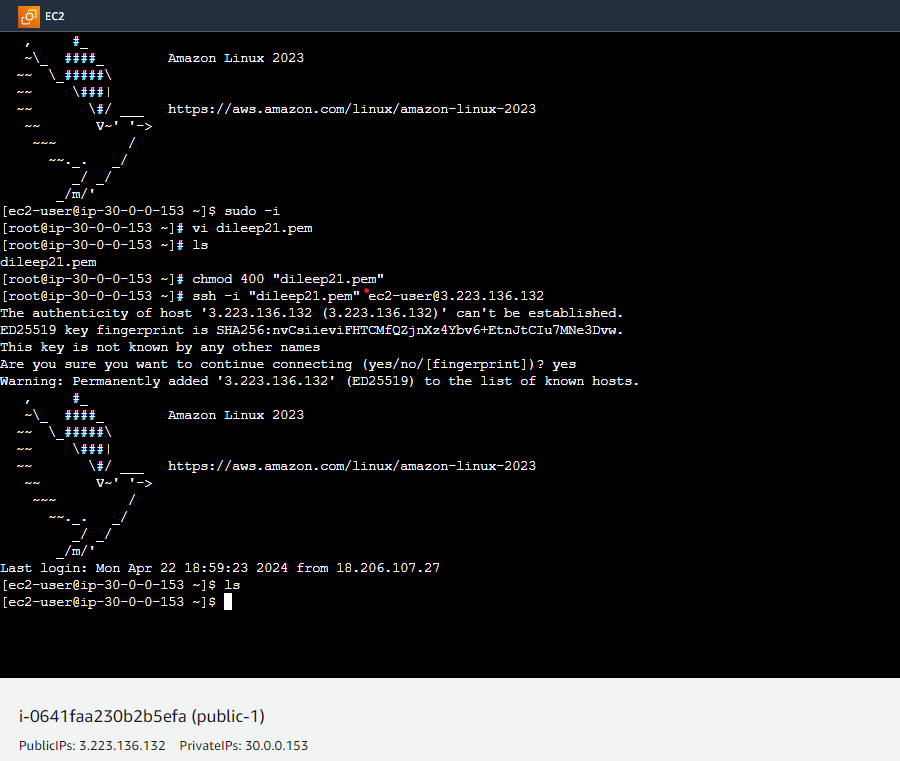 EC2
   ,     #_
   ~\_  ####_        Amazon Linux 2023
  ~~  \_#####\
  ~~     \###|
  ~~       \#/ ___   https://aws.amazon.com/linux/amazon-linux-2023
   ~~       V~' '->
    ~~~         /
      ~~._.   _/
         _/ _/
       _/m/'
[ec2-user@ip-30-0-0-153 ~]$ sudo -i
[root@ip-30-0-0-153 ~]# vi dileep21.pem
[root@ip-30-0-0-153 ~]# ls
dileep21.pem
[root@ip-30-0-0-153 ~]# chmod 400 "dileep21.pem"
[root@ip-30-0-0-153 ~]# ssh -i "dileep21.pem" ec2-user@3.223.136.132
The authenticity of host '3.223.136.132 (3.223.136.132)' can't be established.
ED25519 key fingerprint is SHA256:nvCsiieviFHTCMfQZjnXz4Ybv6+EtnJtCIu7MNe3Dvw.
This key is not known by any other names
Are you sure you want to continue connecting (yes/no/[fingerprint])? yes
Warning: Permanently added '3.223.136.132' (ED25519) to the list of known hosts.
   ,     #_
   ~\_  ####_        Amazon Linux 2023
  ~~  \_#####\
  ~~     \###|
  ~~       \#/ ___   https://aws.amazon.com/linux/amazon-linux-2023
   ~~       V~' '->
    ~~~         /
      ~~._.   _/
         _/ _/
       _/m/'
Last login: Mon Apr 22 18:59:23 2024 from 18.206.107.27
[ec2-user@ip-30-0-0-153 ~]$ ls
[ec2-user@ip-30-0-0-153 ~]$
i-0641faa230b2b5efa (public-1)
PublicIPs: 3.223.136.132 PrivateIPs: 30.0.0.153